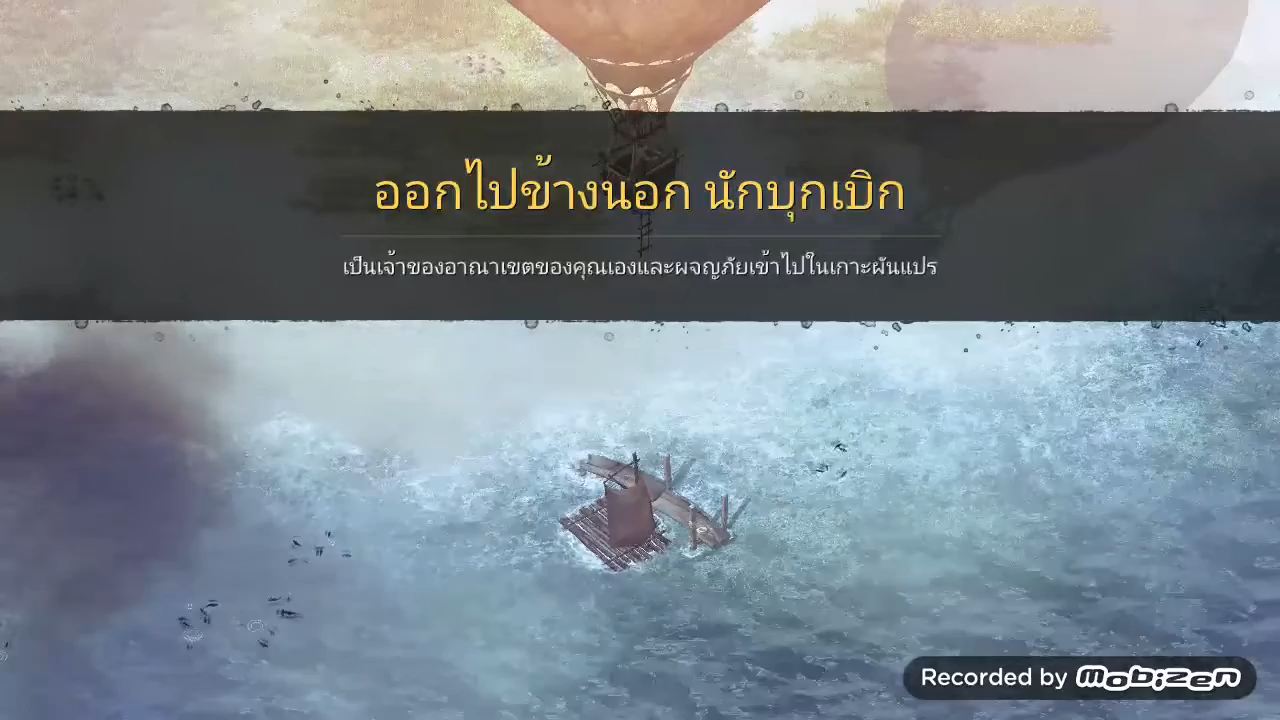 ออกไปข้างนอก นักบุกเบิก
เป็นเจ้าของอาณาเขตของคุณเองและผจญภัยเข้าไปในเกาะผันแปร
Recorded by mobizen